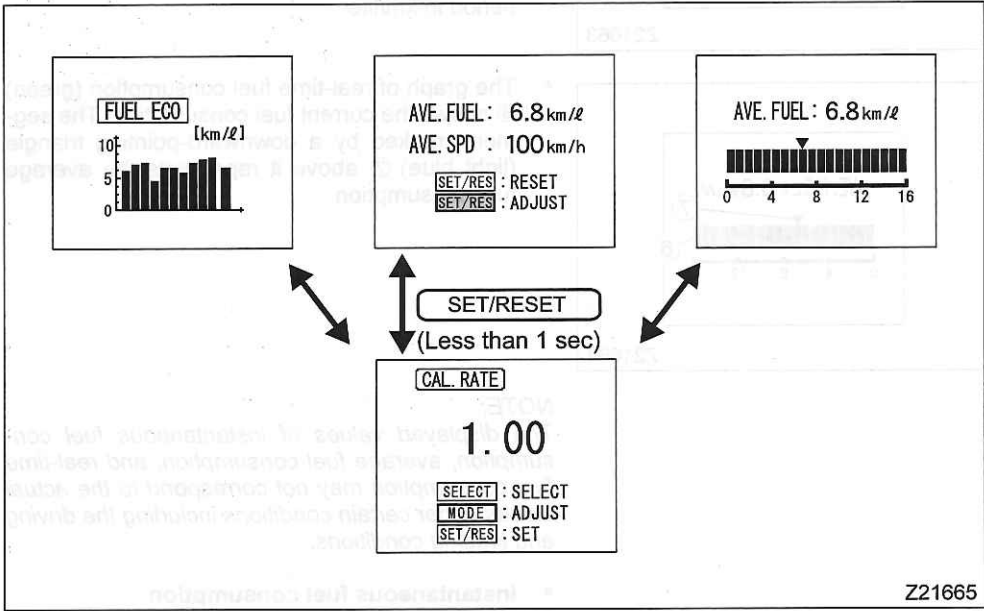 FUEL ECO
[km/ℓ]
10
5
0
AVE. FUEL: 6.8 km/ℓ
AVE. SPD : 100 km/h
SET/RES : RESET
SET/RES : ADJUST
AVE. FUEL: 6.8 km/ℓ
0 4 8 12 16
SET/RESET
(Less than 1 sec)
CAL. RATE
1.00
SELECT : SELECT
MODE : ADJUST
SET/RES : SET
Z21665